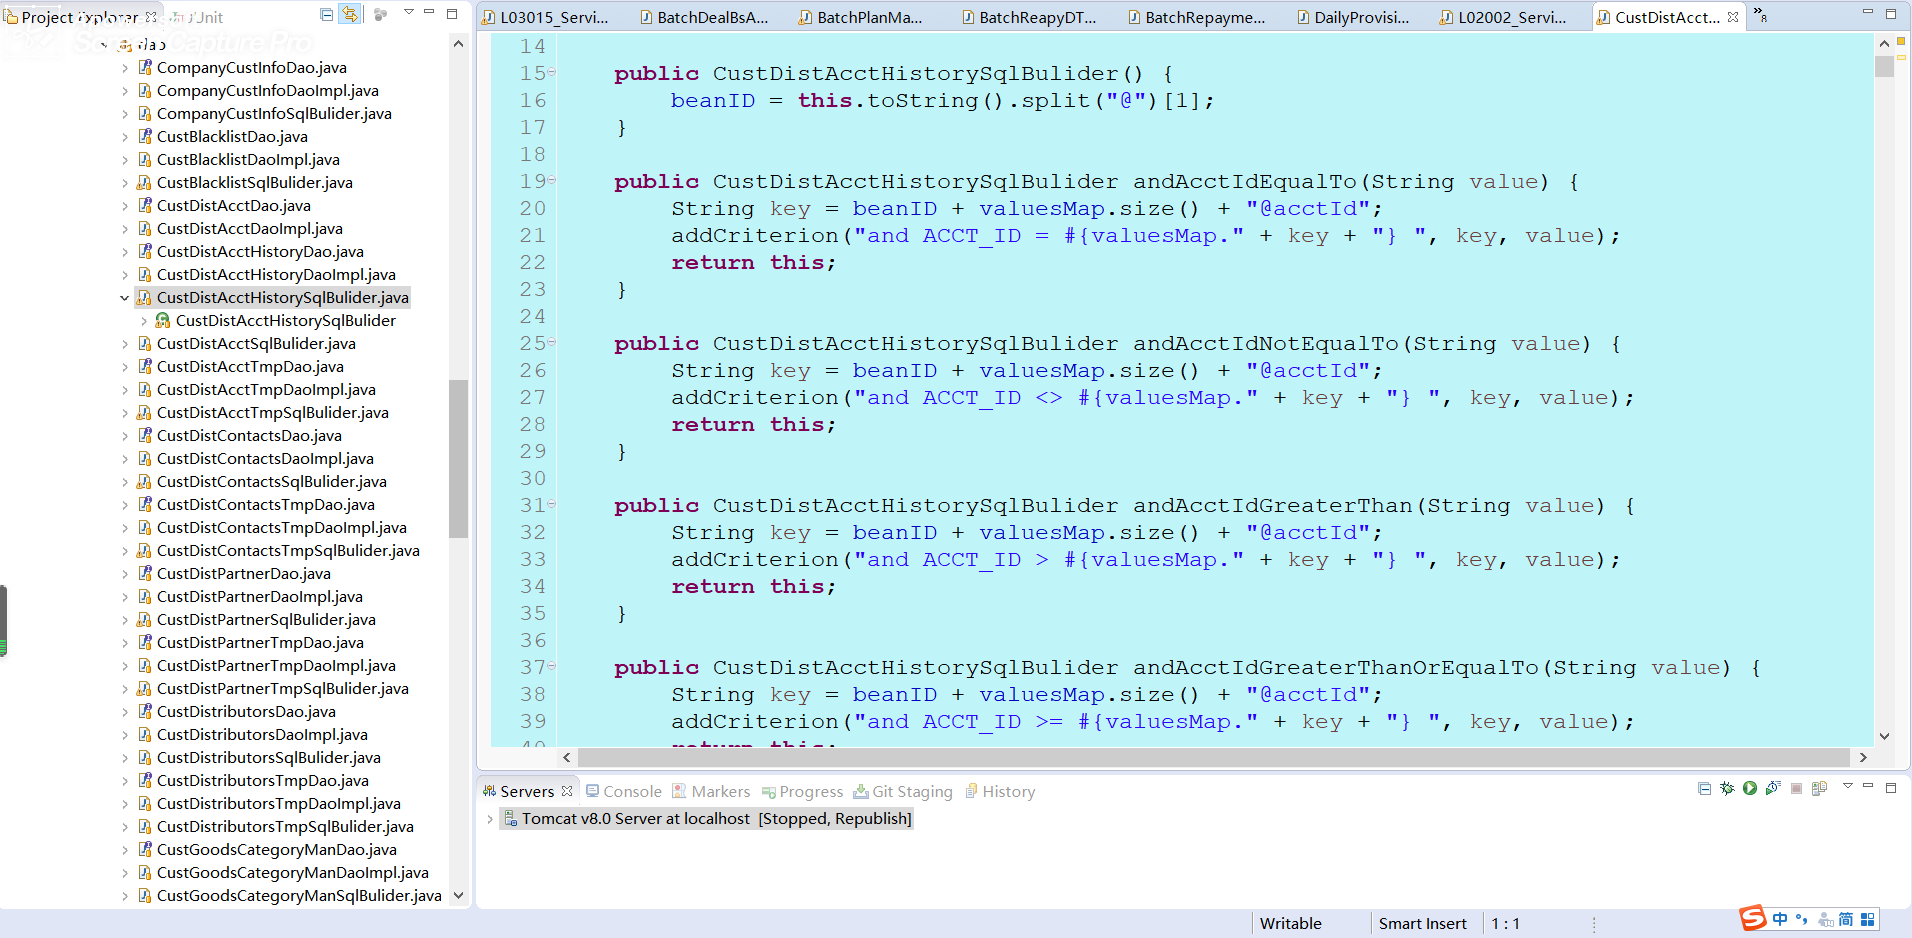 Project Explorer
JUnit
dao
CompanyCustInfoDao.java
CompanyCustInfoDaoImpl.java
CompanyCustInfoSqlBulider.java
CustBlacklistDao.java
CustBlacklistDaoImpl.java
CustBlacklistSqlBulider.java
CustDistAcctDao.java
CustDistAcctDaoImpl.java
CustDistAcctHistoryDao.java
CustDistAcctHistoryDaoImpl.java
CustDistAcctHistorySqlBulider.java
CustDistAcctHistorySqlBulider
CustDistAcctSqlBulider.java
CustDistAcctTmpDao.java
CustDistAcctTmpDaoImpl.java
CustDistAcctTmpSqlBulider.java
CustDistContactsDao.java
CustDistContactsDaoImpl.java
CustDistContactsSqlBulider.java
CustDistContactsTmpDao.java
CustDistContactsTmpDaoImpl.java
CustDistContactsTmpSqlBulider.java
CustDistPartnerDao.java
CustDistPartnerDaoImpl.java
CustDistPartnerSqlBulider.java
CustDistPartnerTmpDao.java
CustDistPartnerTmpDaoImpl.java
CustDistPartnerTmpSqlBulider.java
CustDistributorsDao.java
CustDistributorsDaoImpl.java
CustDistributorsSqlBulider.java
CustDistributorsTmpDao.java
CustDistributorsTmpDaoImpl.java
CustDistributorsTmpSqlBulider.java
CustGoodsCategoryManDao.java
CustGoodsCategoryManDaoImpl.java
CustGoodsCategoryManSqlBulider.java
L03015_Servi... BatchDealBsA... BatchPlanMa... BatchReapyDT... BatchRepayme... DailyProvisi... L02002_Servi... CustDistAcct... »8
14
15 public CustDistAcctHistorySqlBulider() {
16 beanID = this.toString().split("@")[1];
17 }
18
19 public CustDistAcctHistorySqlBulider andAcctIdEqualTo(String value) {
20 String key = beanID + valuesMap.size() + "@acctId";
21 addCriterion("and ACCT_ID = #{valuesMap." + key + "} ", key, value);
22 return this;
23 }
24
25 public CustDistAcctHistorySqlBulider andAcctIdNotEqualTo(String value) {
26 String key = beanID + valuesMap.size() + "@acctId";
27 addCriterion("and ACCT_ID <> #{valuesMap." + key + "} ", key, value);
28 return this;
29 }
30
31 public CustDistAcctHistorySqlBulider andAcctIdGreaterThan(String value) {
32 String key = beanID + valuesMap.size() + "@acctId";
33 addCriterion("and ACCT_ID > #{valuesMap." + key + "} ", key, value);
34 return this;
35 }
36
37 public CustDistAcctHistorySqlBulider andAcctIdGreaterThanOrEqualTo(String value) {
38 String key = beanID + valuesMap.size() + "@acctId";
39 addCriterion("and ACCT_ID >= #{valuesMap." + key + "} ", key, value);
40 return this;
Servers Console Markers Progress Git Staging History
Tomcat v8.0 Server at localhost [Stopped, Republish]
Writable Smart Insert 1 : 1
S 中 °, 简